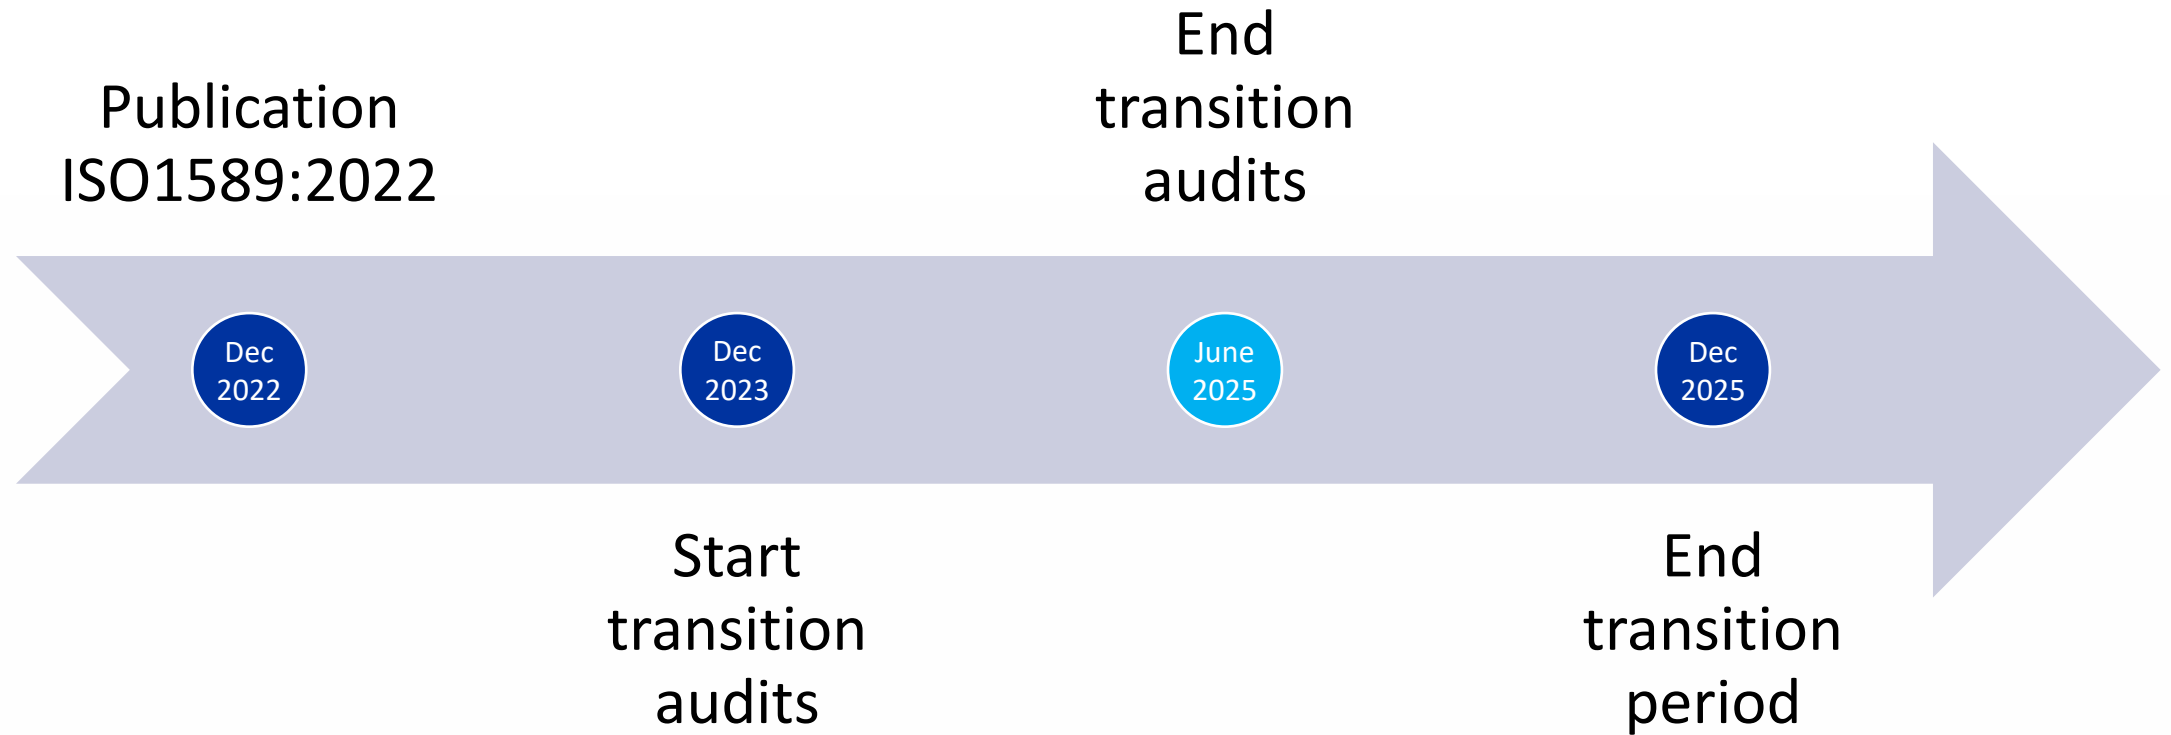 Publication
ISO1589:2022
Dec
2022
Start
transition
audits
Dec
2023
End
transition
audits
June
2025
End
transition
period
Dec
2025